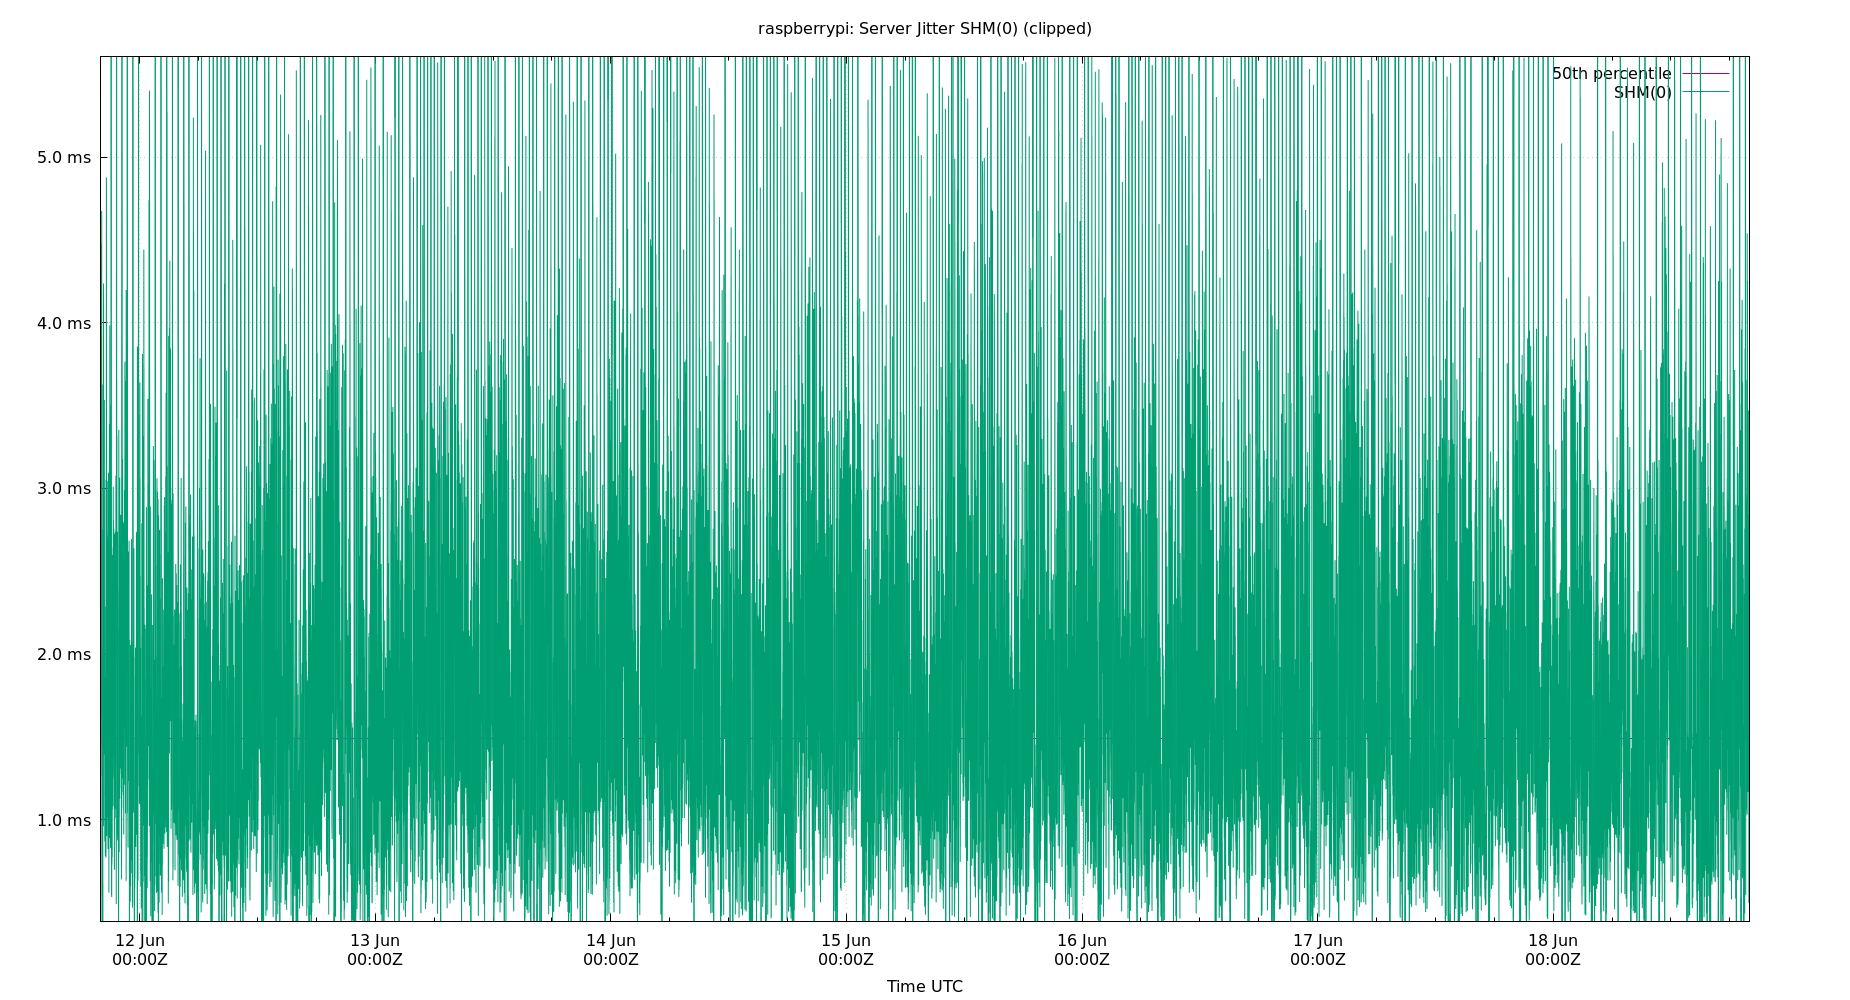 raspberrypi: Server Jitter SHM(0) (clipped)
50th percentile
SHM(0)
5.0 ms
4.0 ms
3.0 ms
2.0 ms
1.0 ms
12 Jun 13 Jun 14 Jun 15 Jun 16 Jun 17 Jun 18 Jun
00:00Z 00:00Z 00:00Z 00:00Z 00:00Z 00:00Z 00:00Z
Time UTC